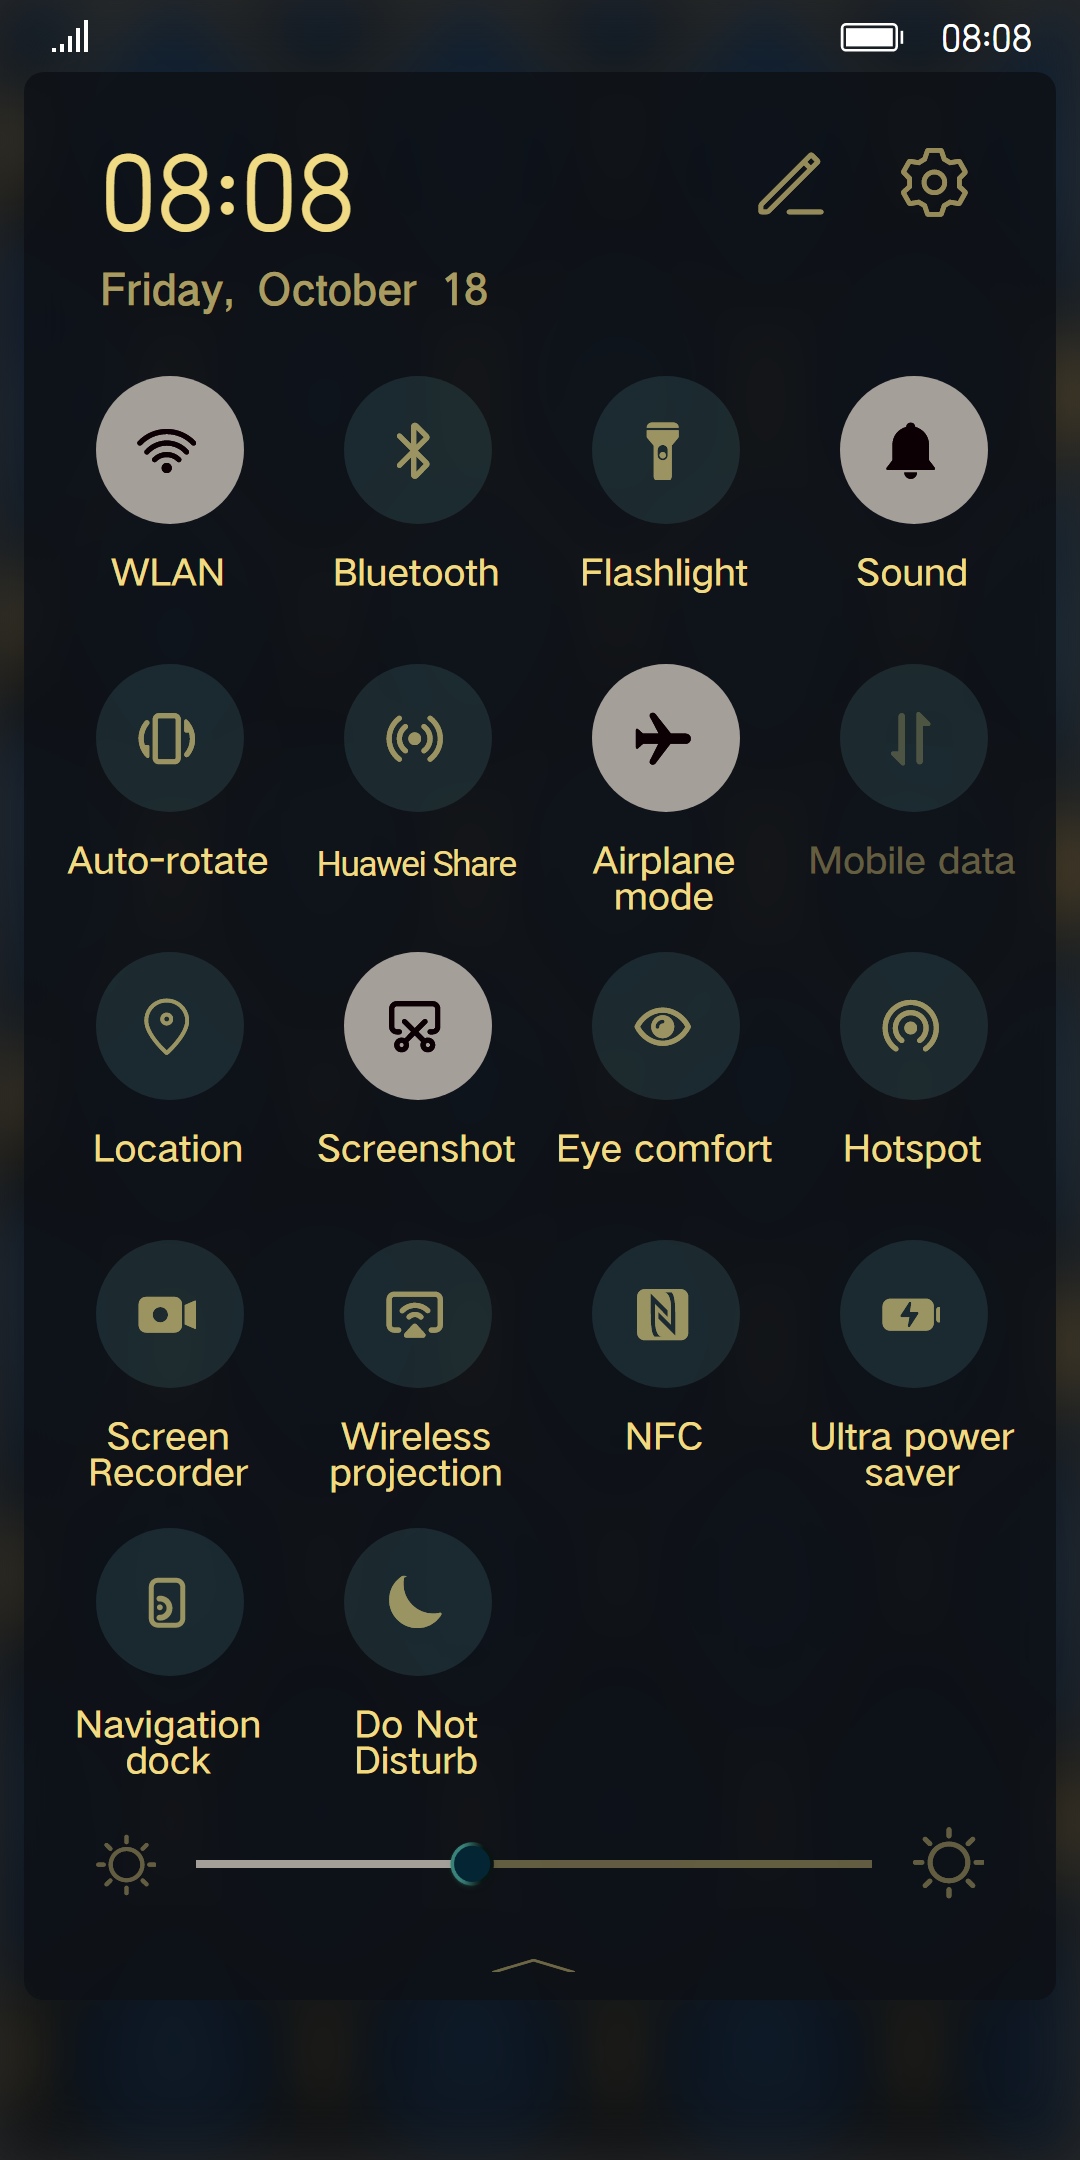 08:08
08:08
Friday, October 18
WLAN
Bluetooth
Flashlight
Sound
Auto-rotate
Huawei Share
Airplane
mode
Mobile data
Location
Screenshot
Eye comfort
Hotspot
Screen
Recorder
Wireless
projection
NFC
Ultra power
saver
Navigation
dock
Do Not
Disturb